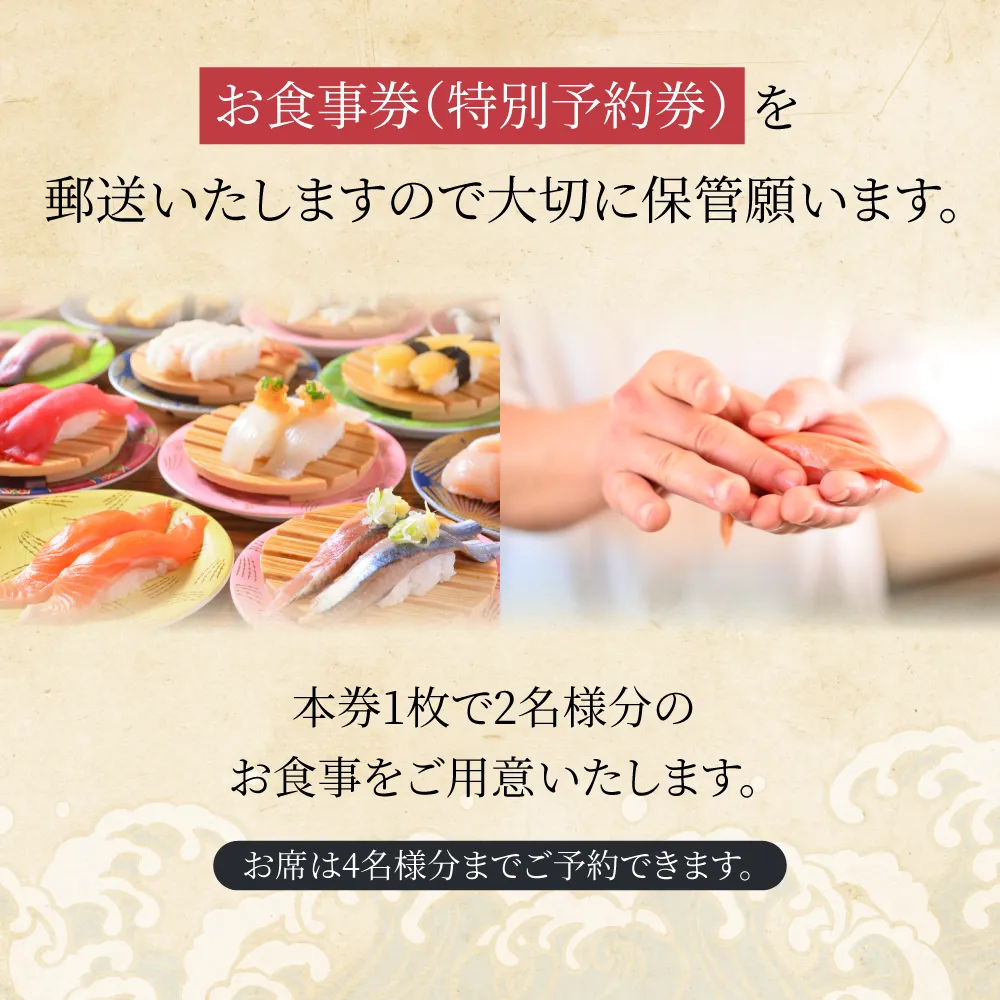 お食事券（特別予約券）を
郵送いたしますので大切に保管願います。
本券1枚で2名様分の
お食事をご用意いたします。
お席は4名様分までご予約できます。